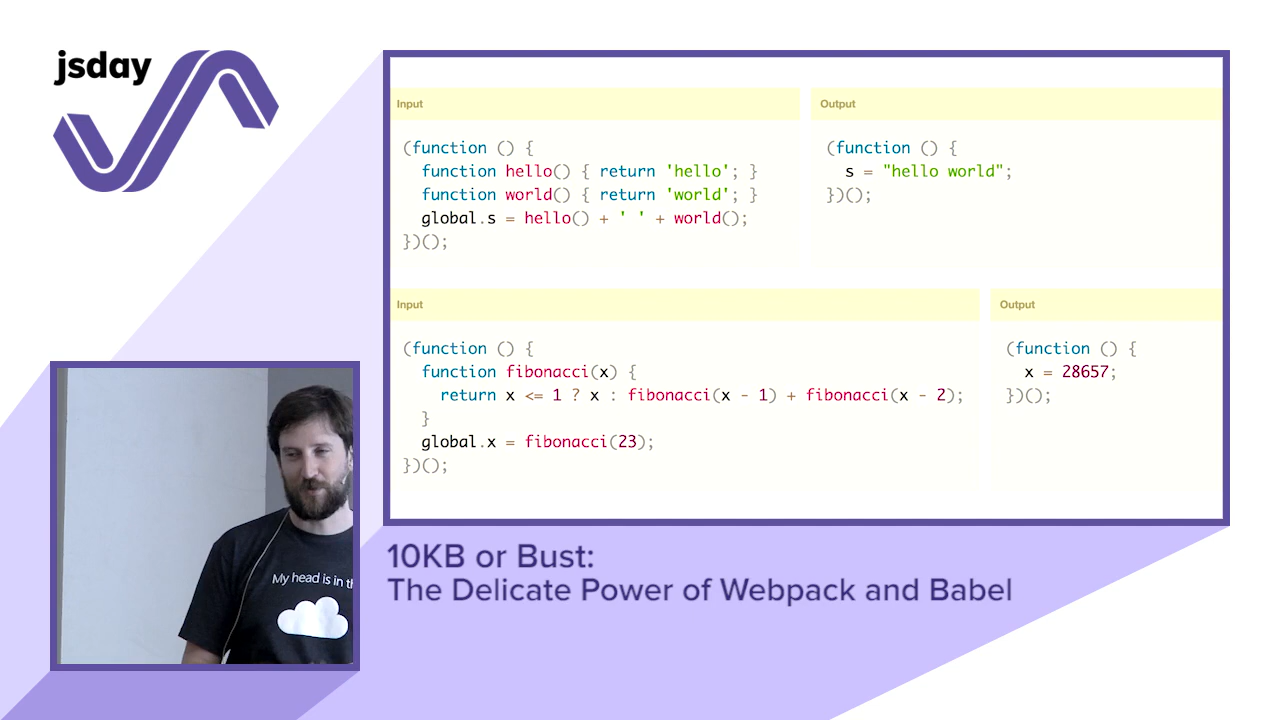 jsday
Input
(function () {
  function hello() { return 'hello'; }
  function world() { return 'world'; }
  global.s = hello() + ' ' + world();
})();
Output
(function () {
  s = "hello world";
})();
Input
(function () {
  function fibonacci(x) {
    return x <= 1 ? x : fibonacci(x - 1) + fibonacci(x - 2);
  }
  global.x = fibonacci(23);
})();
Output
(function () {
  x = 28657;
})();
My head is in th
10KB or Bust:
The Delicate Power of Webpack and Babel